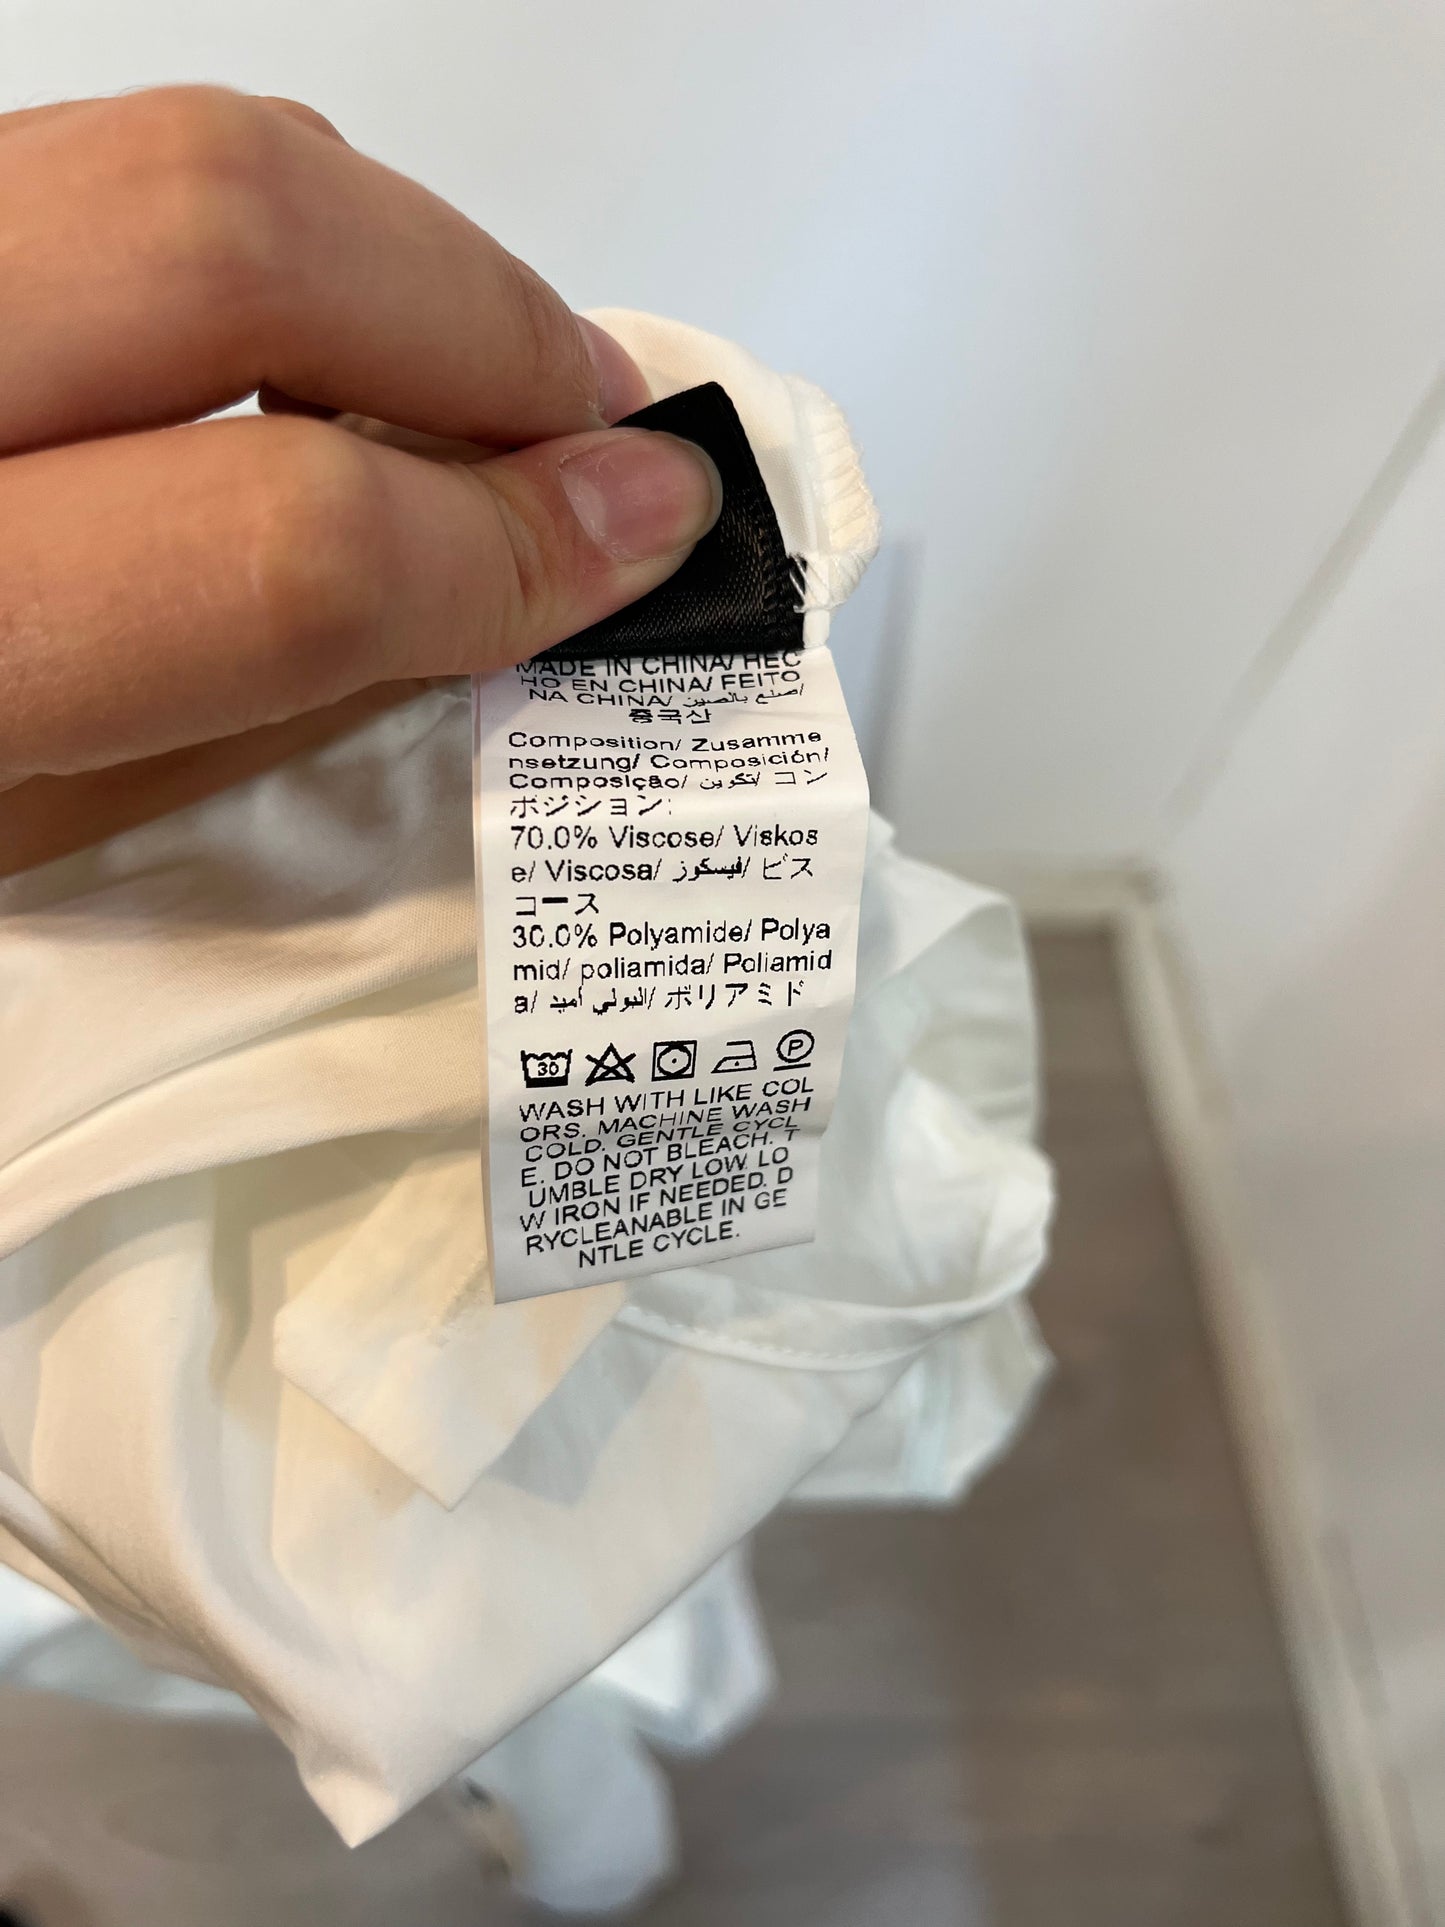 MADE IN CHINA/ HEC
HO EN CHINA/ FEITO
NA CHINA/ صنع بالصين/
중국산
Composition/ Zusamme
nsetzung/ Composición/
Composição/ تكوين/ コン
ポジション:
70.0% Viscose/ Viskos
e/ Viscosa/ فيسكوز/ ビス
コース
30.0% Polyamide/ Polya
mid/ poliamida/ Poliamid
a/ البولي أميد/ ポリアミド
30 P
WASH WITH LIKE COL
ORS. MACHINE WASH
COLD. GENTLE CYCL
E. DO NOT BLEACH. T
UMBLE DRY LOW. LO
W IRON IF NEEDED. D
RYCLEANABLE IN GE
NTLE CYCLE.